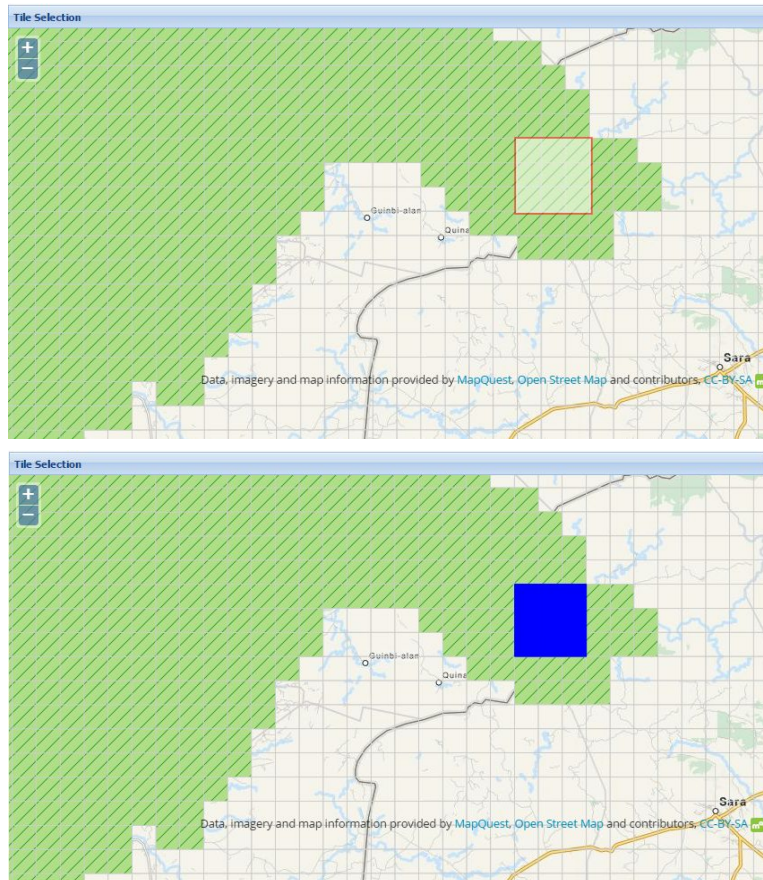 Tile Selection
+
−
Guinbi-alan
Quina
Sara
Data, imagery and map information provided by MapQuest, Open Street Map and contributors, CC-BY-SA
Tile Selection
+
−
Guinbi-alan
Quina
Sara
Data, imagery and map information provided by MapQuest, Open Street Map and contributors, CC-BY-SA